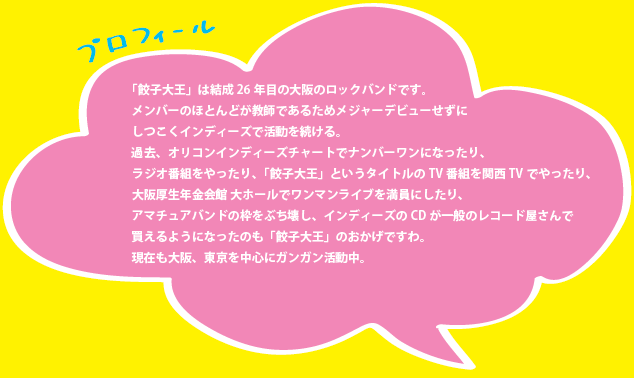 プロフィール
「餃子大王」は結成26年目の大阪のロックバンドです。
メンバーのほとんどが教師であるためメジャーデビューせずに
しつこくインディーズで活動を続ける。
過去、オリコンインディーズチャートでナンバーワンになったり、
ラジオ番組をやったり、「餃子大王」というタイトルのTV番組を関西TVでやったり、
大阪厚生年金会館 大ホールでワンマンライブを満員にしたり、
アマチュアバンドの枠をぶち壊し、インディーズのCDが一般のレコード屋さんで
買えるようになったのも「餃子大王」のおかげですわ。
現在も大阪、東京を中心にガンガン活動中。